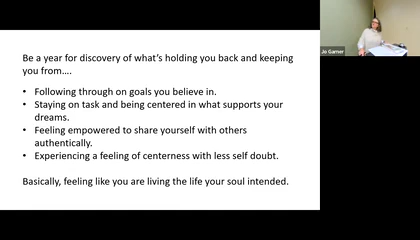 Be a year for discovery of what's holding you back and keeping
you from....
• Following through on goals you believe in.
• Staying on task and being centered in what supports your
dreams.
• Feeling empowered to share yourself with others
authentically.
• Experiencing a feeling of centerness with less self doubt.
Basically, feeling like you are living the life your soul intended.
Jo Garner